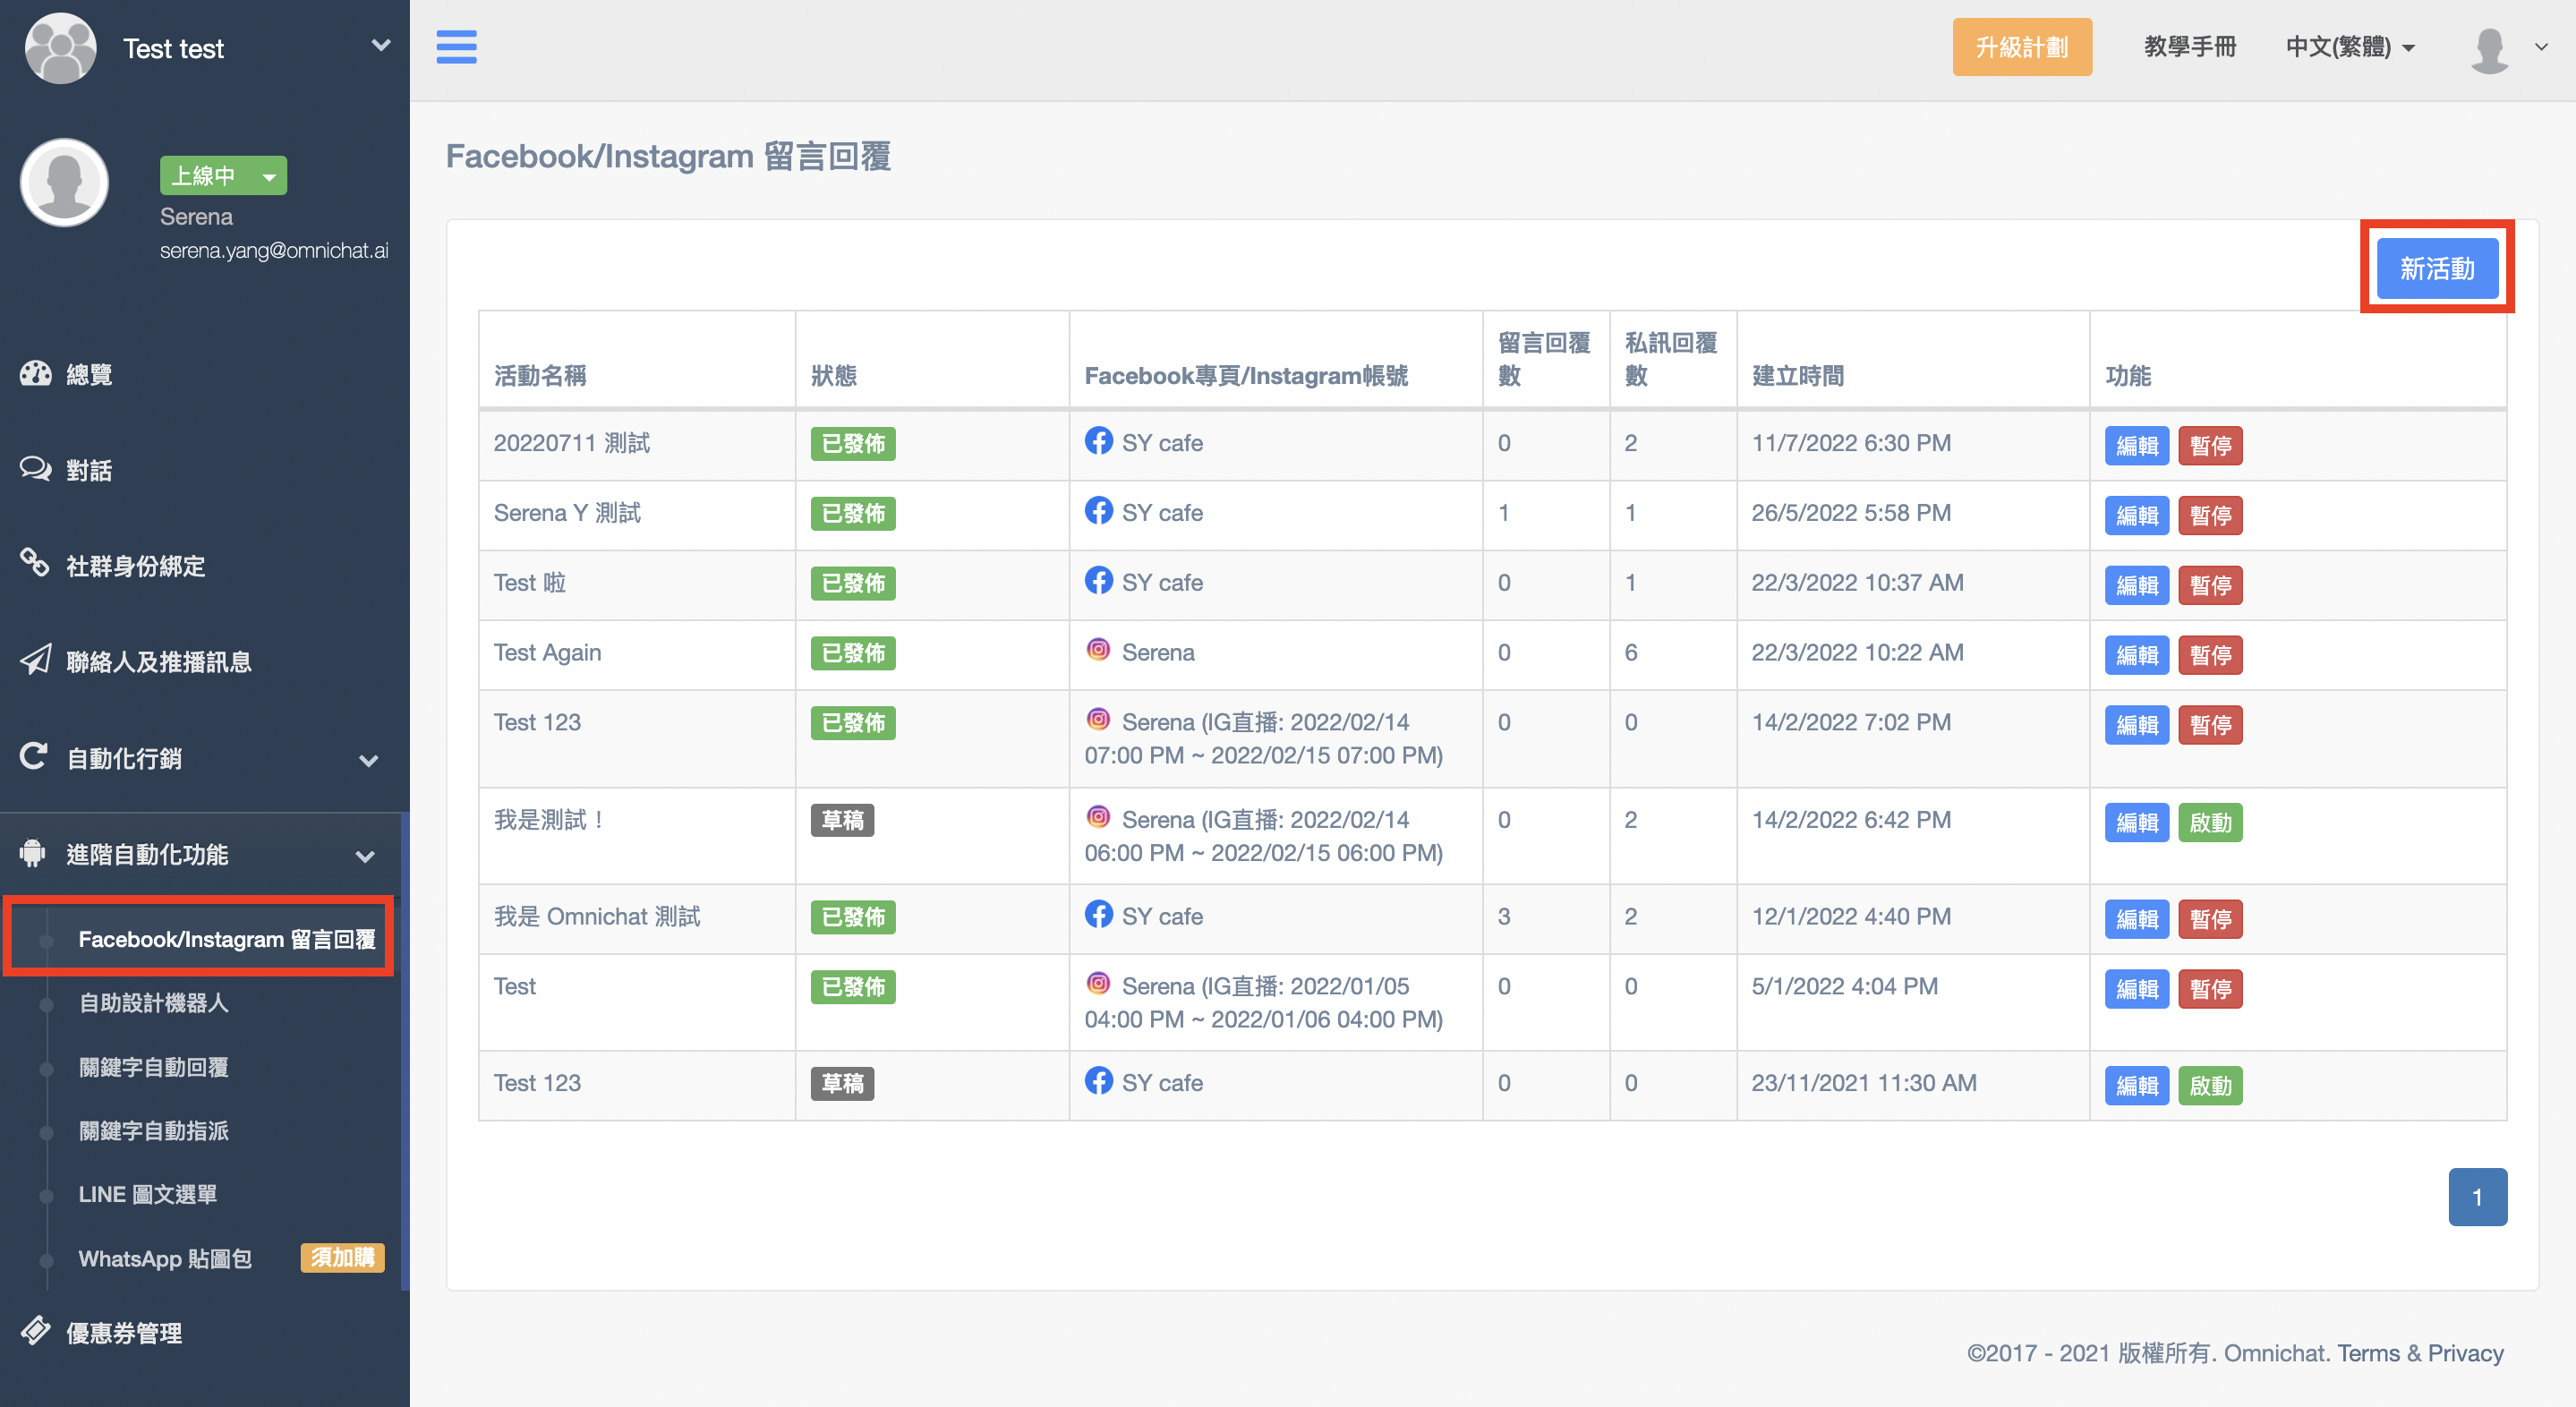 Test test
上線中
Serena
serena.yang@omnichat.ai
總覽
對話
社群身份綁定
聯絡人及推播訊息
自動化行銷
進階自動化功能
Facebook/Instagram 留言回覆
自助設計機器人
關鍵字自動回覆
關鍵字自動指派
LINE 圖文選單
WhatsApp 貼圖包 須加購
優惠券管理
升級計劃 教學手冊 中文(繁體)
Facebook/Instagram 留言回覆
新活動
活動名稱 狀態 Facebook專頁/Instagram帳號 留言回覆數 私訊回覆數 建立時間 功能
20220711 測試 已發佈 SY cafe 0 2 11/7/2022 6:30 PM 編輯 暫停
Serena Y 測試 已發佈 SY cafe 1 1 26/5/2022 5:58 PM 編輯 暫停
Test 啦 已發佈 SY cafe 0 1 22/3/2022 10:37 AM 編輯 暫停
Test Again 已發佈 Serena 0 6 22/3/2022 10:22 AM 編輯 暫停
Test 123 已發佈 Serena (IG直播: 2022/02/14 0 0 14/2/2022 7:02 PM 編輯 暫停
07:00 PM ~ 2022/02/15 07:00 PM)
我是測試！ 草稿 Serena (IG直播: 2022/02/14 0 2 14/2/2022 6:42 PM 編輯 啟動
06:00 PM ~ 2022/02/15 06:00 PM)
我是 Omnichat 測試 已發佈 SY cafe 3 2 12/1/2022 4:40 PM 編輯 暫停
Test 已發佈 Serena (IG直播: 2022/01/05 0 0 5/1/2022 4:04 PM 編輯 暫停
04:00 PM ~ 2022/01/06 04:00 PM)
Test 123 草稿 SY cafe 0 0 23/11/2021 11:30 AM 編輯 啟動
1
©2017 - 2021 版權所有. Omnichat. Terms & Privacy